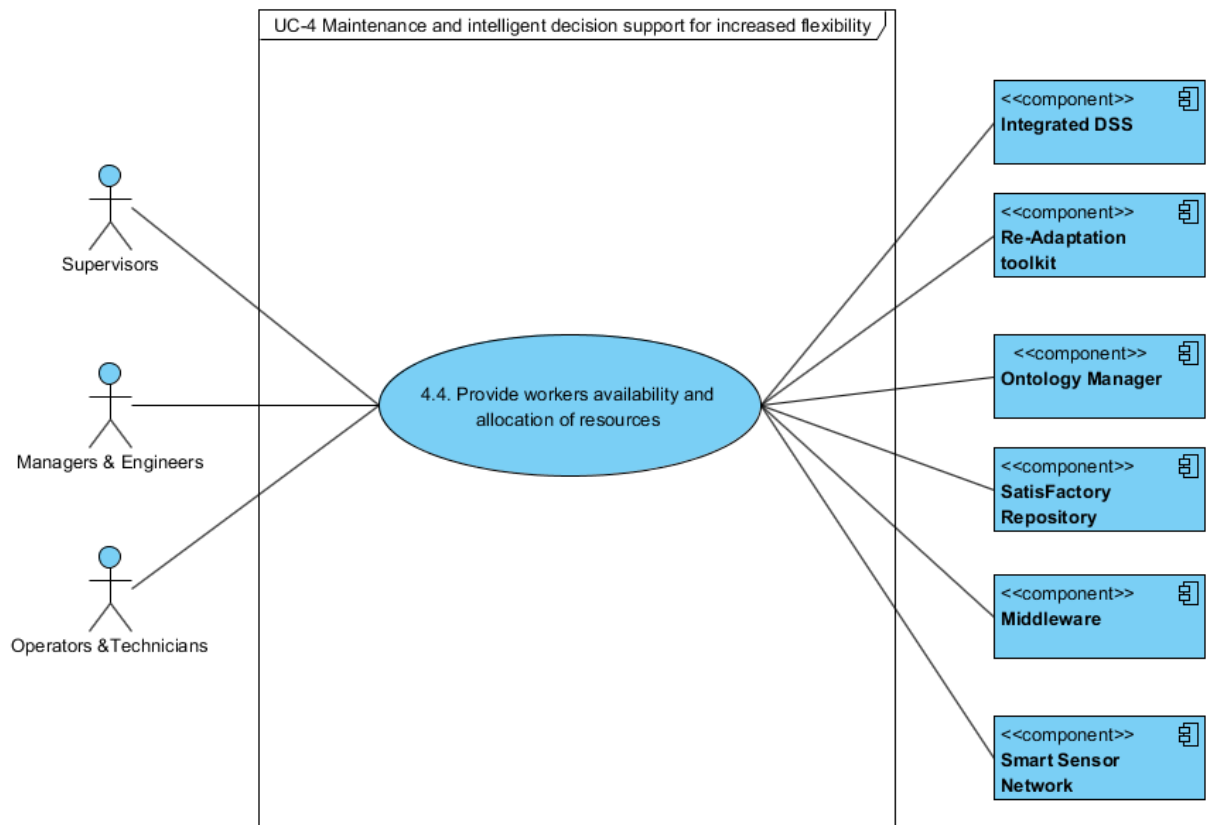 UC-4 Maintenance and intelligent decision support for increased flexibility
Supervisors
Managers & Engineers
Operators &Technicians
4.4. Provide workers availability and
allocation of resources
<<component>>
Integrated DSS
<<component>>
Re-Adaptation
toolkit
<<component>>
Ontology Manager
<<component>>
SatisFactory
Repository
<<component>>
Middleware
<<component>>
Smart Sensor
Network